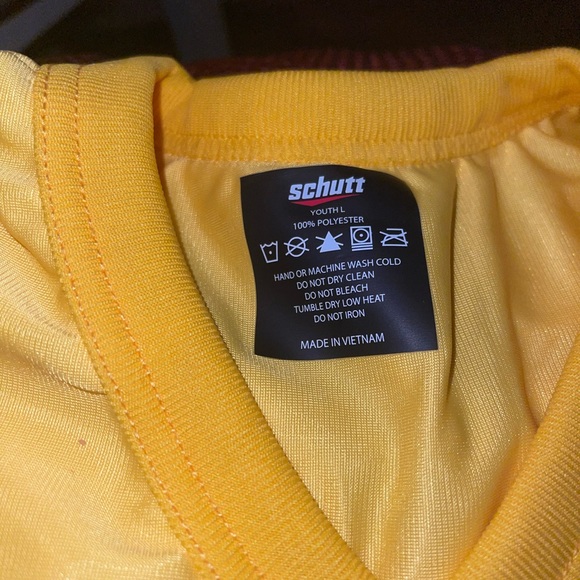 schutt
YOUTH L
100% POLYESTER
HAND OR MACHINE WASH COLD
DO NOT DRY CLEAN
DO NOT BLEACH
TUMBLE DRY LOW HEAT
DO NOT IRON
MADE IN VIETNAM